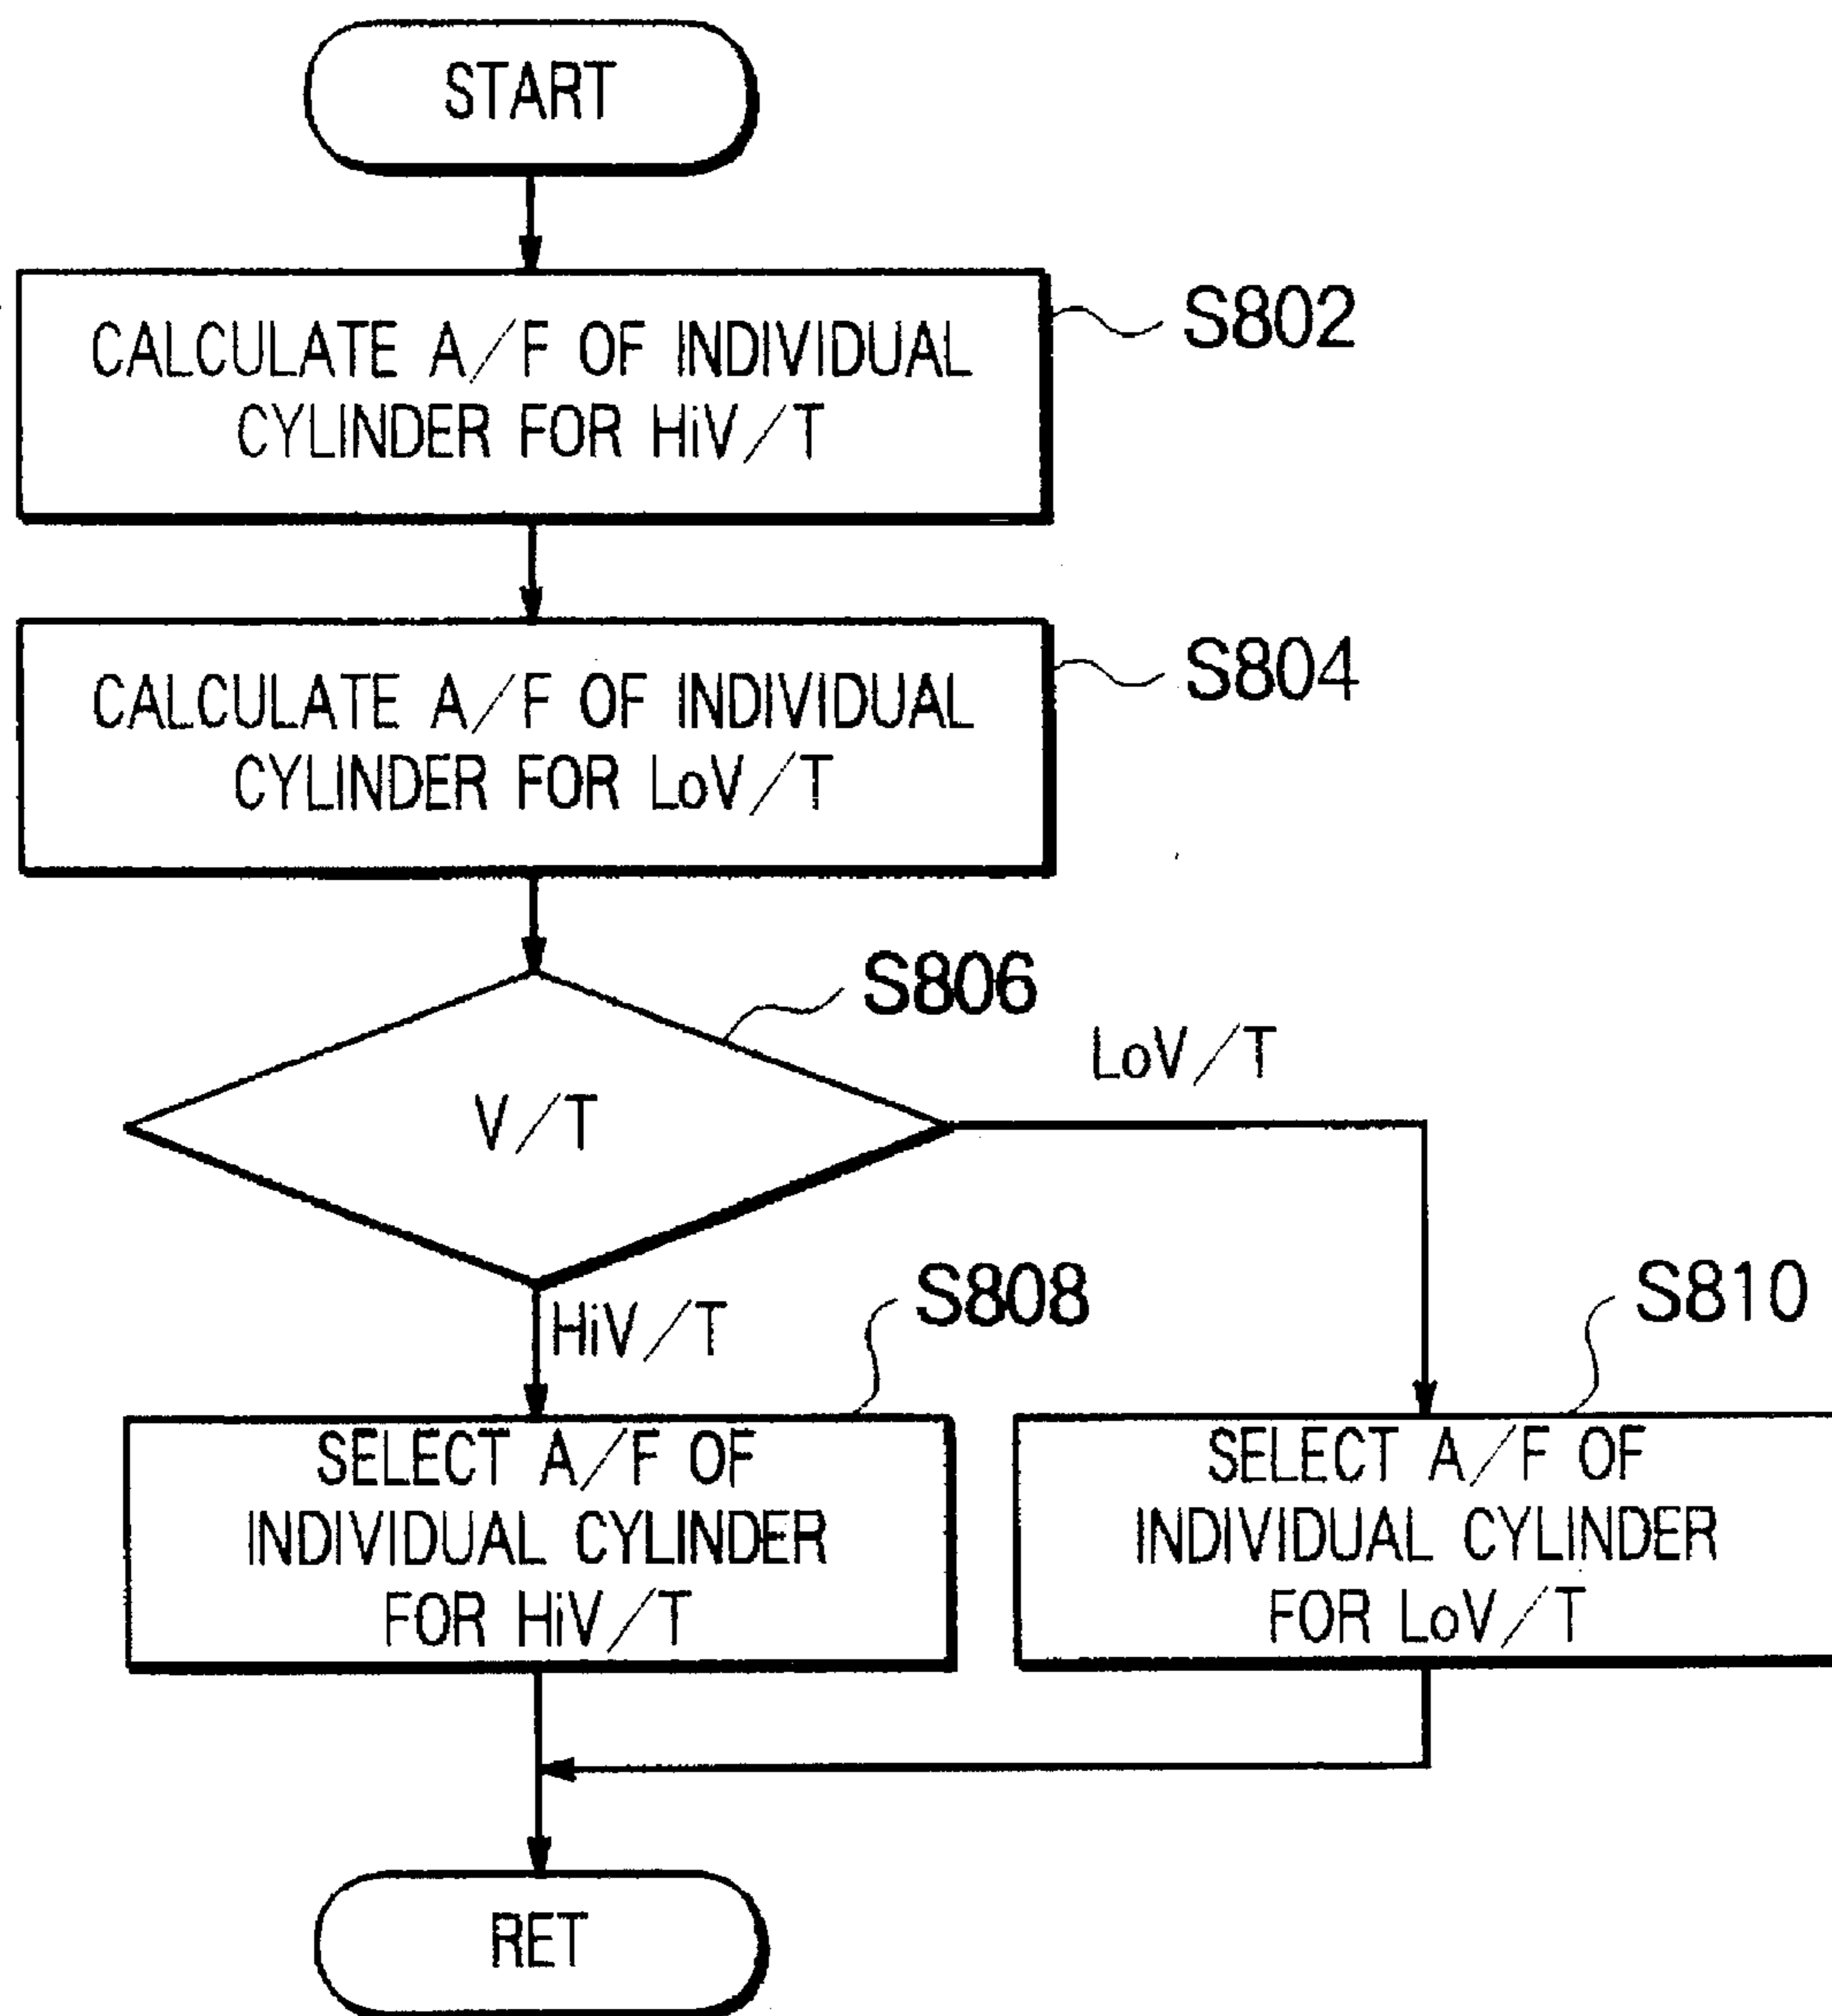 START
CALCULATE A/F OF INDIVIDUAL
CYLINDER FOR HiV/T
S802
CALCULATE A/F OF INDIVIDUAL
CYLINDER FOR LoV/T
S804
V/T
S806
LoV/T
HiV/T
S808
SELECT A/F OF
INDIVIDUAL CYLINDER
FOR HiV/T
S810
SELECT A/F OF
INDIVIDUAL CYLINDER
FOR LoV/T
RET